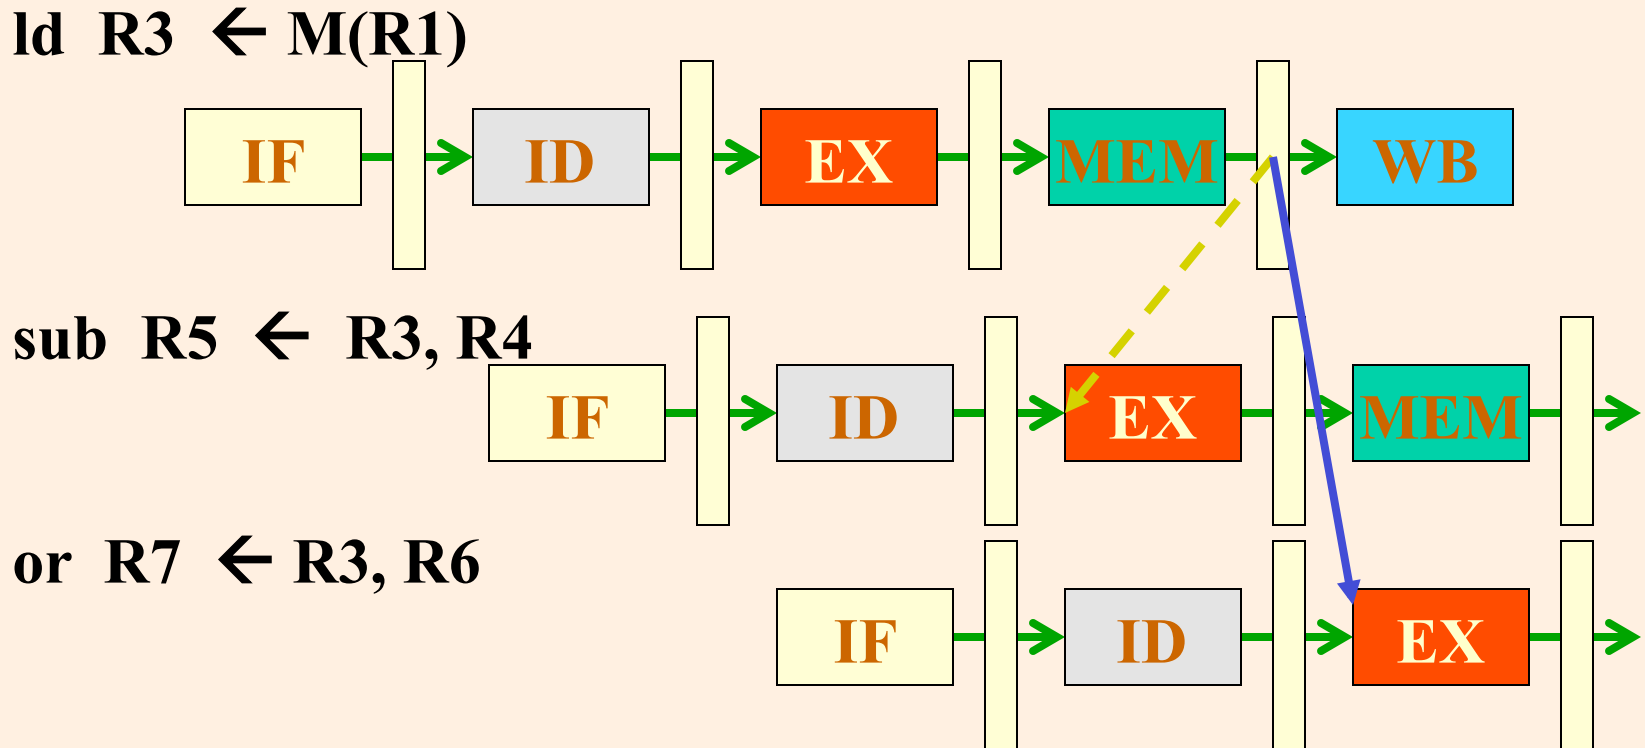 ld R3 ← M(R1)
IF ID EX MEM WB
sub R5 ← R3, R4
IF ID EX MEM
or R7 ← R3, R6
IF ID EX